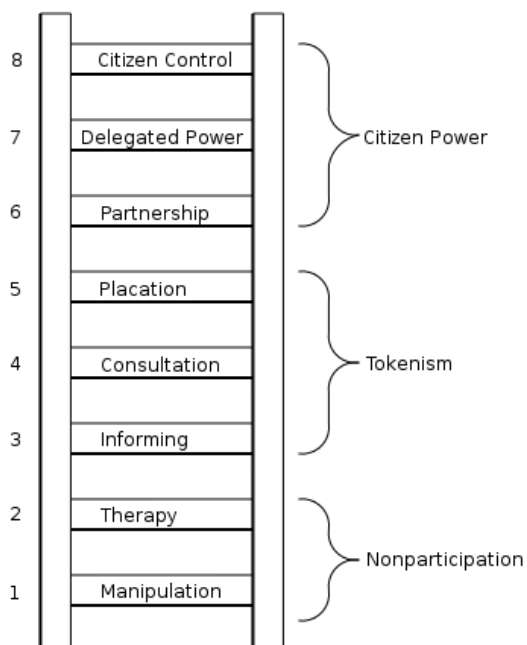 8 Citizen Control
7 Delegated Power Citizen Power
6 Partnership
5 Placation
4 Consultation Tokenism
3 Informing
2 Therapy
Nonparticipation
1 Manipulation